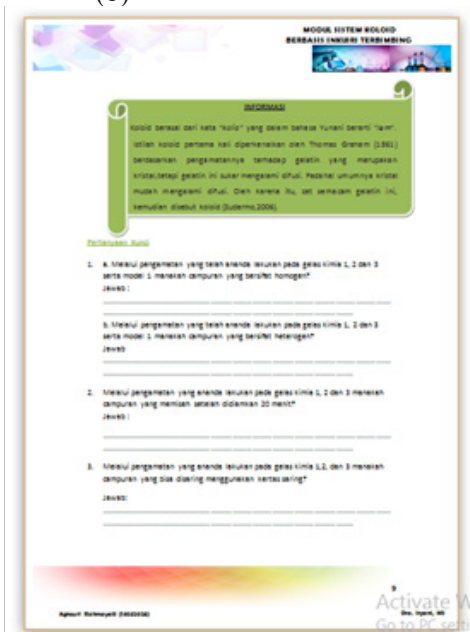 MODUL SISTEM KOLOID
BERBASIS INKUIRI TERBIMBING
INFORMASI
Koloid berasal dari kata "kolia" yang dalam bahasa Yunani berarti "lem".
Istilah koloid pertama kali diperkenalkan oleh Thomas Graham (1861)
berdasarkan pengamatannya terhadap gelatin yang merupakan
kristal,tetapi gelatin ini sukar mengalami difusi. Padahal umumnya kristal
mudah mengalami difusi. Oleh karena itu, zat semacam gelatin ini,
kemudian disebut koloid (Sudarmo,2006).
Pertanyaan Kunci
1. a. Melalui pengamatan yang telah ananda lakukan pada gelas kimia 1, 2 dan 3
serta model 1 manakah campuran yang bersifat homogen?
Jawab :
b. Melalui pengamatan yang telah ananda lakukan pada gelas kimia 1, 2 dan 3
serta model 1 manakah campuran yang bersifat heterogen?
Jawab
2. Melalui pengamatan yang ananda lakukan pada gelas kimia 1, 2 dan 3 manakah
campuran yang memisah setelah didiamkan 20 menit?
Jawab :
3. Melalui pengamatan yang ananda lakukan pada gelas kimia 1,2, dan 3 manakah
campuran yang bisa disaring menggunakan kertas saring?
Jawab:
9
Activate W
Go to PC setti